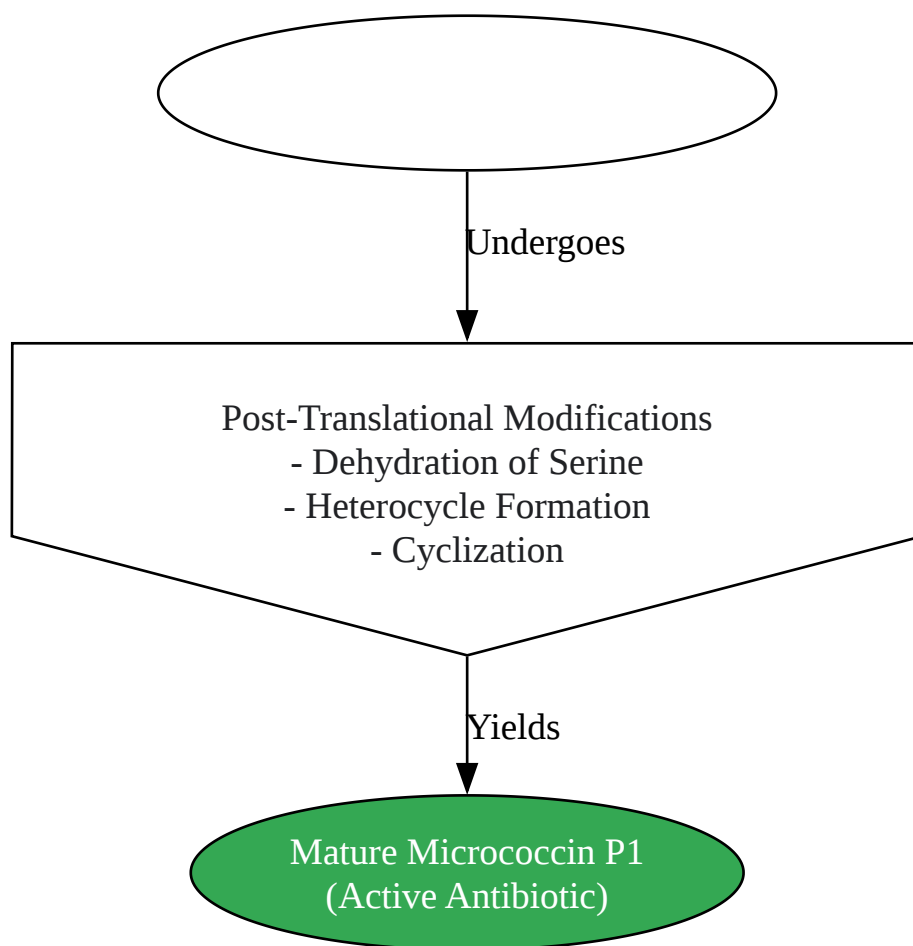 Undergoes
Post-Translational Modifications
- Dehydration of Serine
- Heterocycle Formation
- Cyclization
Yields
Mature Micrococcin P1
(Active Antibiotic)